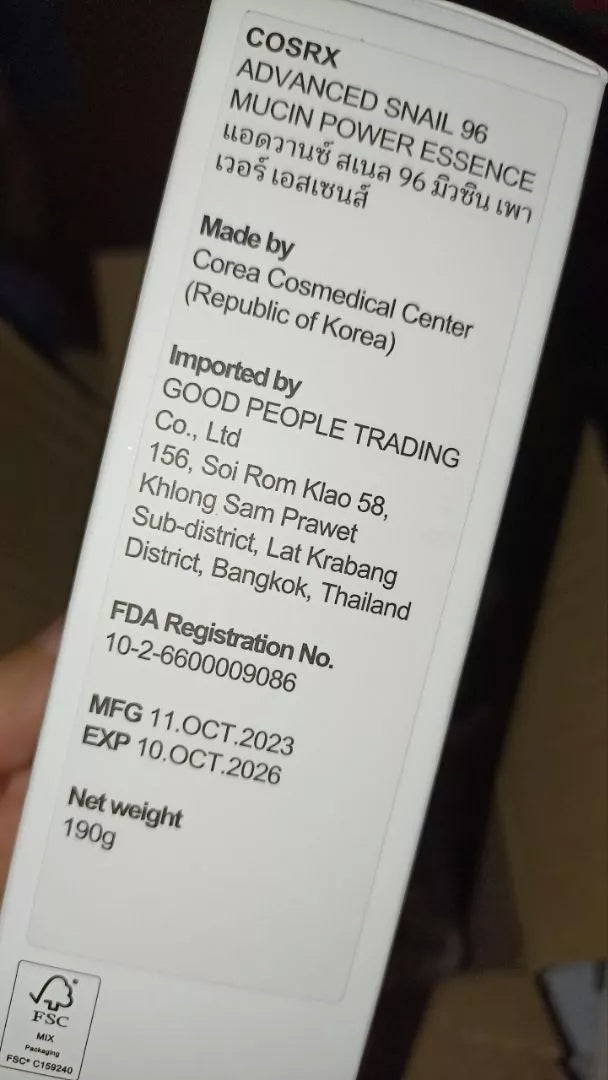 COSRX
ADVANCED SNAIL 96
MUCIN POWER ESSENCE
แอดวานซ์ สเนล 96 มิวซิน เพา
เวอร์ เอสเซนส์
Made by
Corea Cosmedical Center
(Republic of Korea)
Imported by
GOOD PEOPLE TRADING
Co., Ltd
156, Soi Rom Klao 58,
Khlong Sam Prawet
Sub-district, Lat Krabang
District, Bangkok, Thailand
FDA Registration No.
10-2-6600009086
MFG 11.OCT.2023
EXP 10.OCT.2026
Net weight
190g
FSC
MIX
Packaging
FSC® C159240